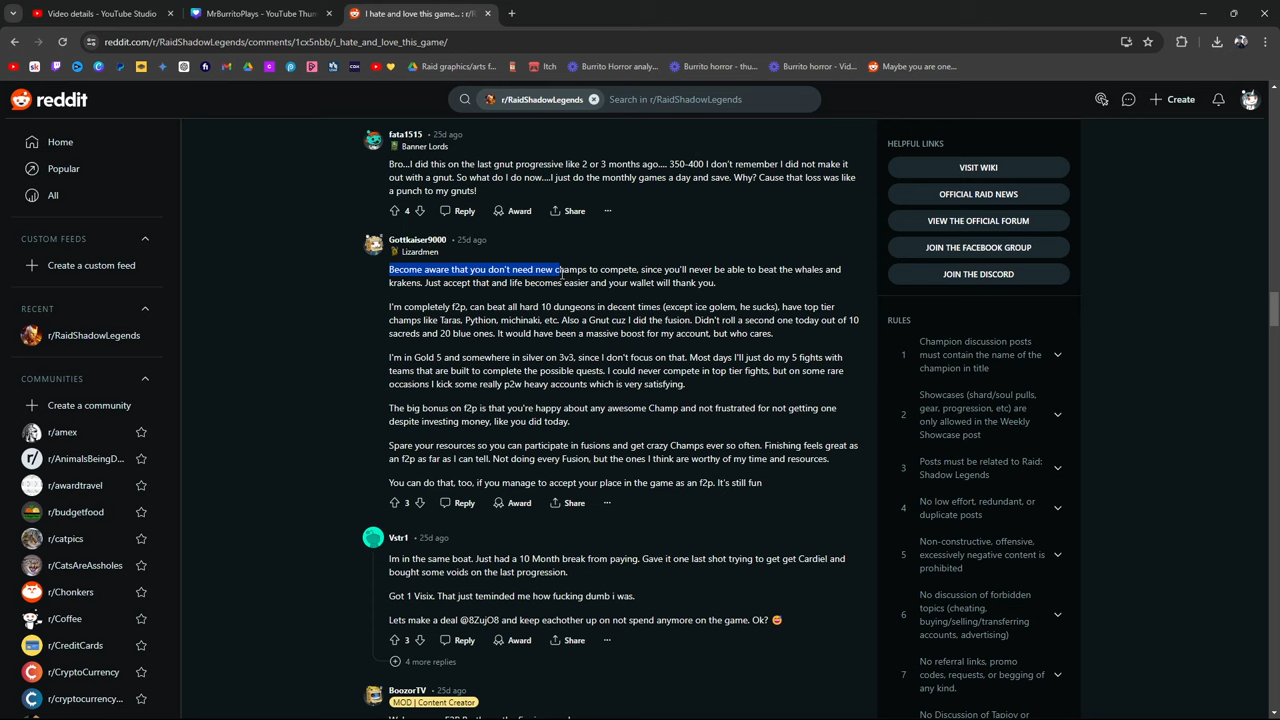 Video details - YouTube Studio
MrBurritoPlays - YouTube Thum
I hate and love this game... : r/F
reddit.com/r/RaidShadowLegends/comments/1cx5nbb/i_hate_and_love_this_game/
Raid graphics/arts f...
Itch
Burrito Horror analy...
Burrito horror - thu...
Burrito horror - Vid...
Maybe you are one...
reddit
r/RaidShadowLegends
Search in r/RaidShadowLegends
Create
Home
Popular
All
CUSTOM FEEDS
Create a custom feed
RECENT
r/RaidShadowLegends
COMMUNITIES
Create a community
r/amex
r/AnimalsBeingD...
r/awardtravel
r/budgetfood
r/catpics
r/CatsAreAssholes
r/Chonkers
r/Coffee
r/CreditCards
r/CryptoCurrency
r/cryptocurrency...
fata1515 • 25d ago
Banner Lords
Bro...I did this on the last gnut progressive like 2 or 3 months ago.... 350-400 I don't remember I did not make it
out with a gnut. So what do I do now....I just do the monthly games a day and save. Why? Cause that loss was like
a punch to my gnuts!
4 Reply Award Share ...
Gottkaiser9000 • 25d ago
Lizardmen
Become aware that you don't need new champs to compete, since you'll never be able to beat the whales and
krakens. Just accept that and life becomes easier and your wallet will thank you.
I'm completely f2p, can beat all hard 10 dungeons in decent times (except ice golem, he sucks), have top tier
champs like Taras, Pythion, michinaki, etc. Also a Gnut cuz I did the fusion. Didn't roll a second one today out of 10
sacreds and 20 blue ones. It would have been a massive boost for my account, but who cares.
I'm in Gold 5 and somewhere in silver on 3v3, since I don't focus on that. Most days I'll just do my 5 fights with
teams that are built to complete the possible quests. I could never compete in top tier fights, but on some rare
occasions I kick some really p2w heavy accounts which is very satisfying.
The big bonus on f2p is that you're happy about any awesome Champ and not frustrated for not getting one
despite investing money, like you did today.
Spare your resources so you can participate in fusions and get crazy Champs ever so often. Finishing feels great as
an f2p as far as I can tell. Not doing every Fusion, but the ones I think are worthy of my time and resources.
You can do that, too, if you manage to accept your place in the game as an f2p. It's still fun
3 Reply Award Share ...
Vstr1 • 25d ago
Im in the same boat. Just had a 10 Month break from paying. Gave it one last shot trying to get get Cardiel and
bought some voids on the last progression.
Got 1 Visix. That just teminded me how fucking dumb i was.
Lets make a deal @8ZujO8 and keep eachother up on not spend anymore on the game. Ok? 😅
3 Reply Award Share ...
4 more replies
BoozorTV • 25d ago
MOD | Content Creator
HELPFUL LINKS
VISIT WIKI
OFFICIAL RAID NEWS
VIEW THE OFFICIAL FORUM
JOIN THE FACEBOOK GROUP
JOIN THE DISCORD
RULES
1 Champion discussion posts
must contain the name of the
champion in title
2 Showcases (shard/soul pulls,
gear, progression, etc) are
only allowed in the Weekly
Showcase post
3 Posts must be related to Raid:
Shadow Legends
4 No low effort, redundant, or
duplicate posts
5 Non-constructive, offensive,
excessively negative content is
prohibited
6 No discussion of forbidden
topics (cheating,
buying/selling/transferring
accounts, advertising)
7 No referral links, promo
codes, requests, or begging of
any kind.
No Discussion of Taploy or